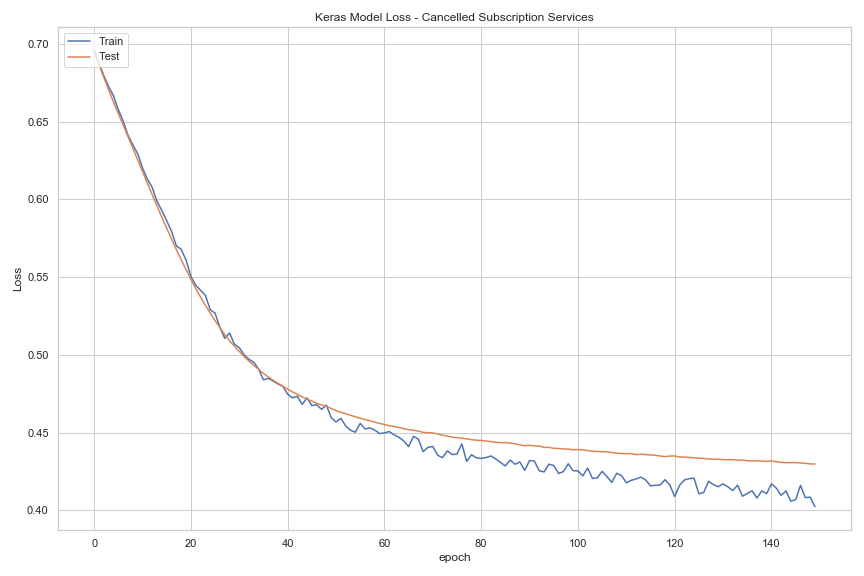 Keras Model Loss - Cancelled Subscription Services
Train
Test
0.70
0.65
0.60
0.55
0.50
0.45
0.40
Loss
0 20 40 60 80 100 120 140
epoch